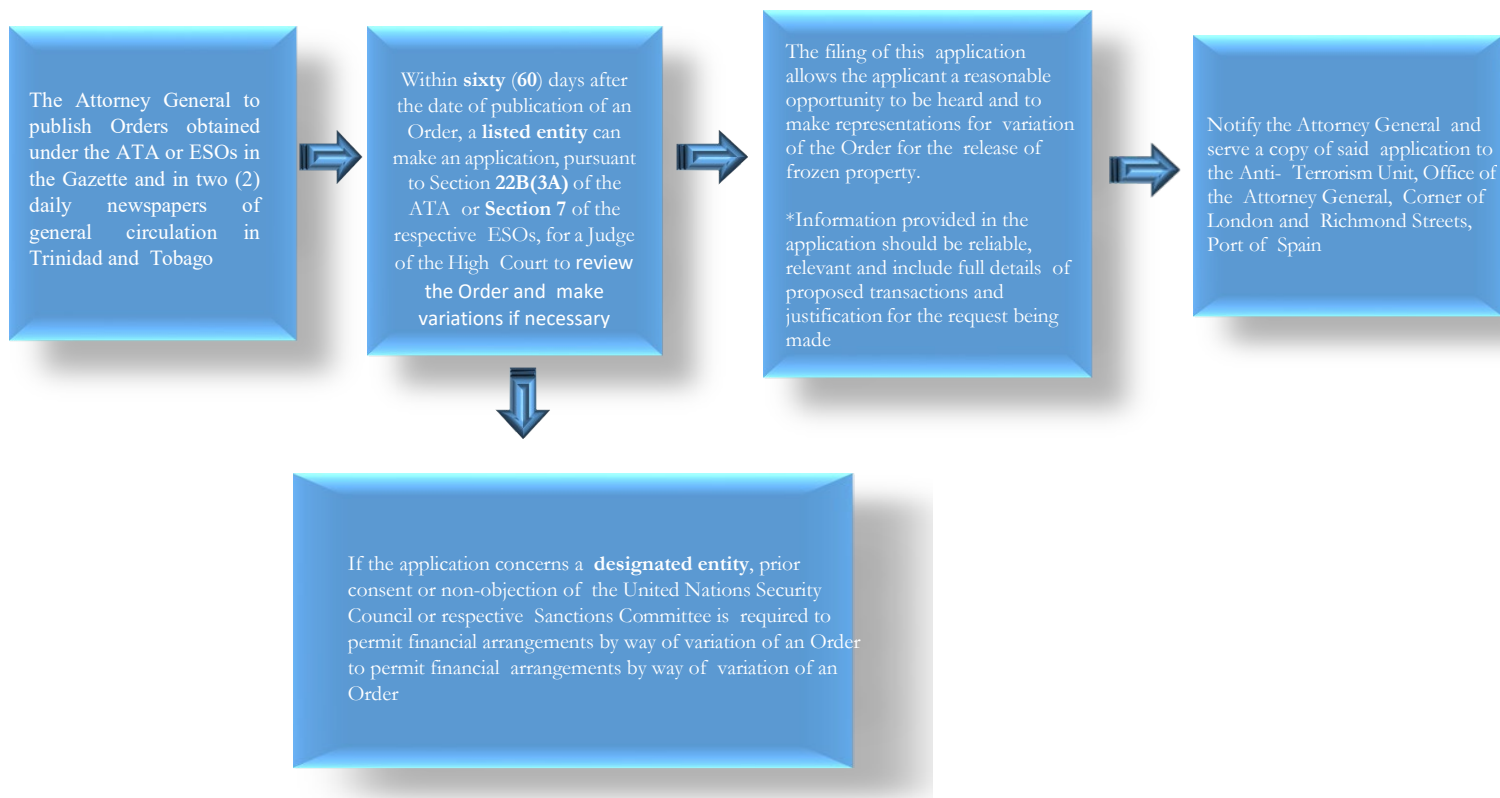 The Attorney General to
publish Orders obtained
under the ATA or ESOs in
the Gazette and in two (2)
daily newspapers of
general circulation in
Trinidad and Tobago
Within sixty (60) days after
the date of publication of an
Order, a listed entity can
make an application, pursuant
to Section 22B(3A) of the
ATA or Section 7 of the
respective ESOs, for a Judge
of the High Court to review
the Order and make
variations if necessary
The filing of this application
allows the applicant a reasonable
opportunity to be heard and to
make representations for variation
of the Order for the release of
frozen property.
*Information provided in the
application should be reliable,
relevant and include full details of
proposed transactions and
justification for the request being
made
Notify the Attorney General and
serve a copy of said application to
the Anti- Terrorism Unit, Office of
the Attorney General, Corner of
London and Richmond Streets,
Port of Spain
If the application concerns a designated entity, prior
consent or non-objection of the United Nations Security
Council or respective Sanctions Committee is required to
permit financial arrangements by way of variation of an Order
to permit financial arrangements by way of variation of an
Order